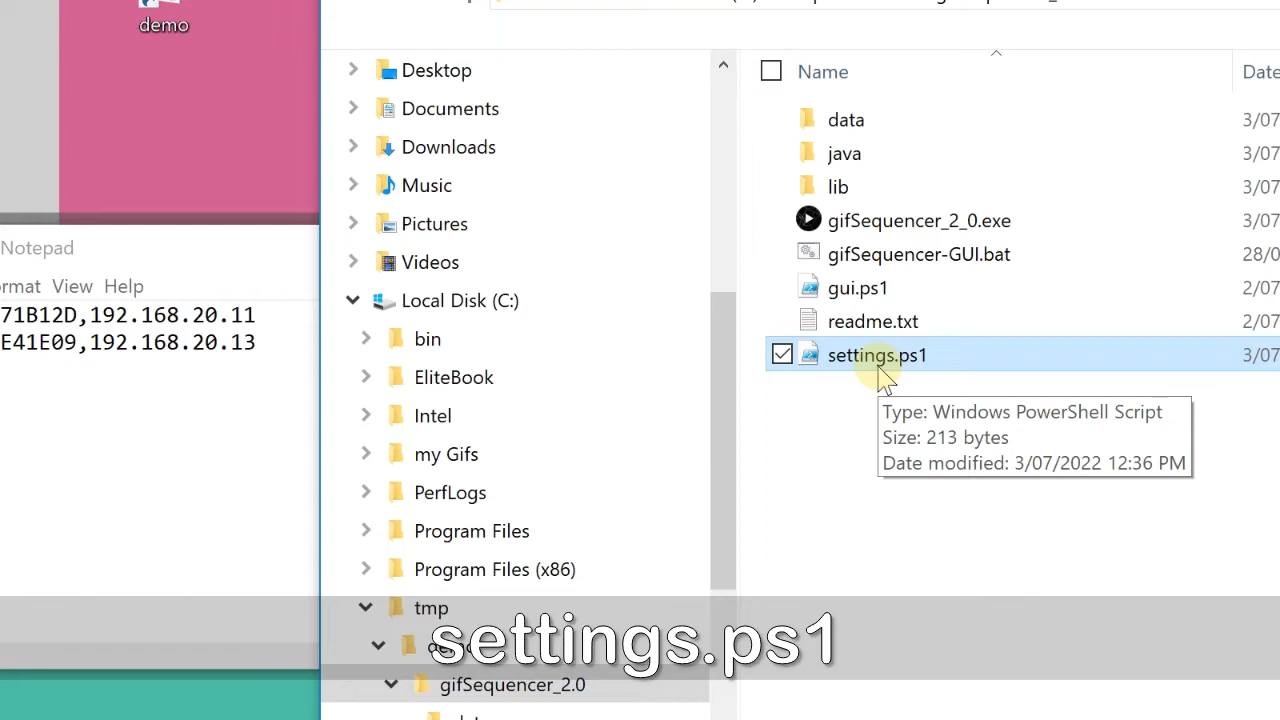 demo
Notepad
View Help
71B12D,192.168.20.11
E41E09,192.168.20.13
Desktop
Documents
Downloads
Music
Pictures
Videos
Local Disk (C:)
bin
EliteBook
Intel
my Gifs
PerfLogs
Program Files
Program Files (x86)
tmp
gifSequencer_2.0
Name
Date
data
3/07
java
3/07
lib
3/07
gifSequencer_2_0.exe
3/07
gifSequencer-GUI.bat
28/0
gui.ps1
2/07
readme.txt
2/07
settings.ps1
3/07
Type: Windows PowerShell Script
Size: 213 bytes
Date modified: 3/07/2022 12:36 PM
settings.ps1